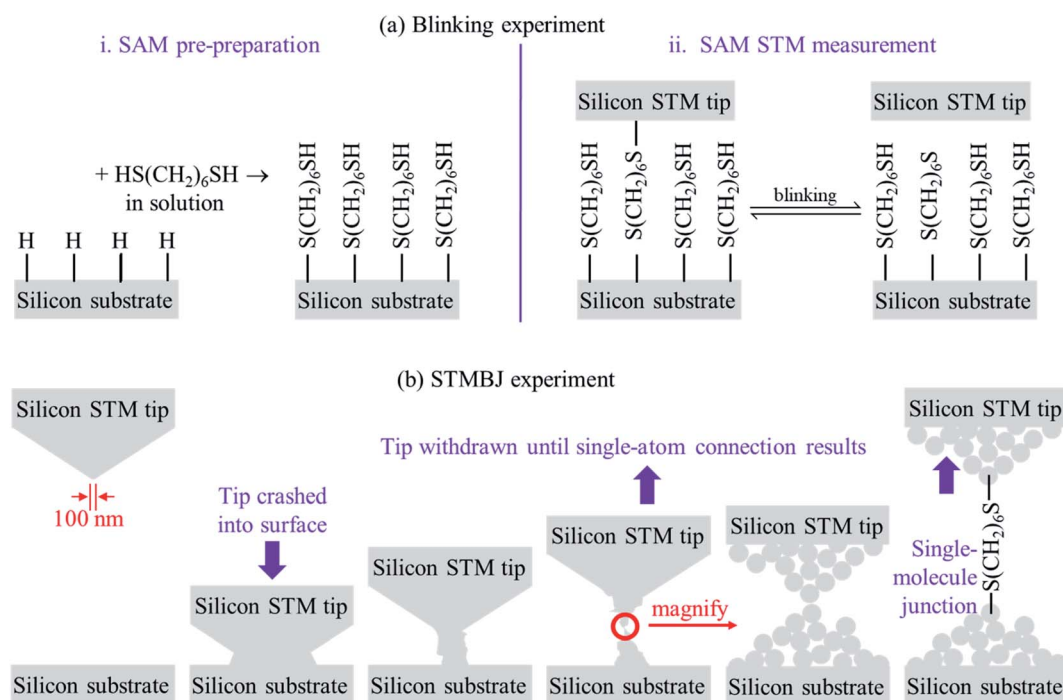 (a) Blinking experiment
i. SAM pre-preparation
+ HS(CH₂)₆SH →
in solution
H H H H
Silicon substrate
S(CH₂)₆SH S(CH₂)₆SH S(CH₂)₆SH S(CH₂)₆SH
Silicon substrate
ii. SAM STM measurement
Silicon STM tip
S(CH₂)₆SH S(CH₂)₆S S(CH₂)₆SH S(CH₂)₆SH
Silicon substrate
blinking
Silicon STM tip
S(CH₂)₆SH S(CH₂)₆S S(CH₂)₆SH S(CH₂)₆SH
Silicon substrate
(b) STMBJ experiment
Silicon STM tip
100 nm
Silicon substrate
Tip crashed
into surface
Silicon STM tip
Silicon substrate
Silicon STM tip
Silicon substrate
Tip withdrawn until single-atom connection results
Silicon STM tip
magnify
Silicon substrate
Silicon STM tip
Silicon substrate
Silicon STM tip
S(CH₂)₆S
Single-
molecule
junction
Silicon substrate